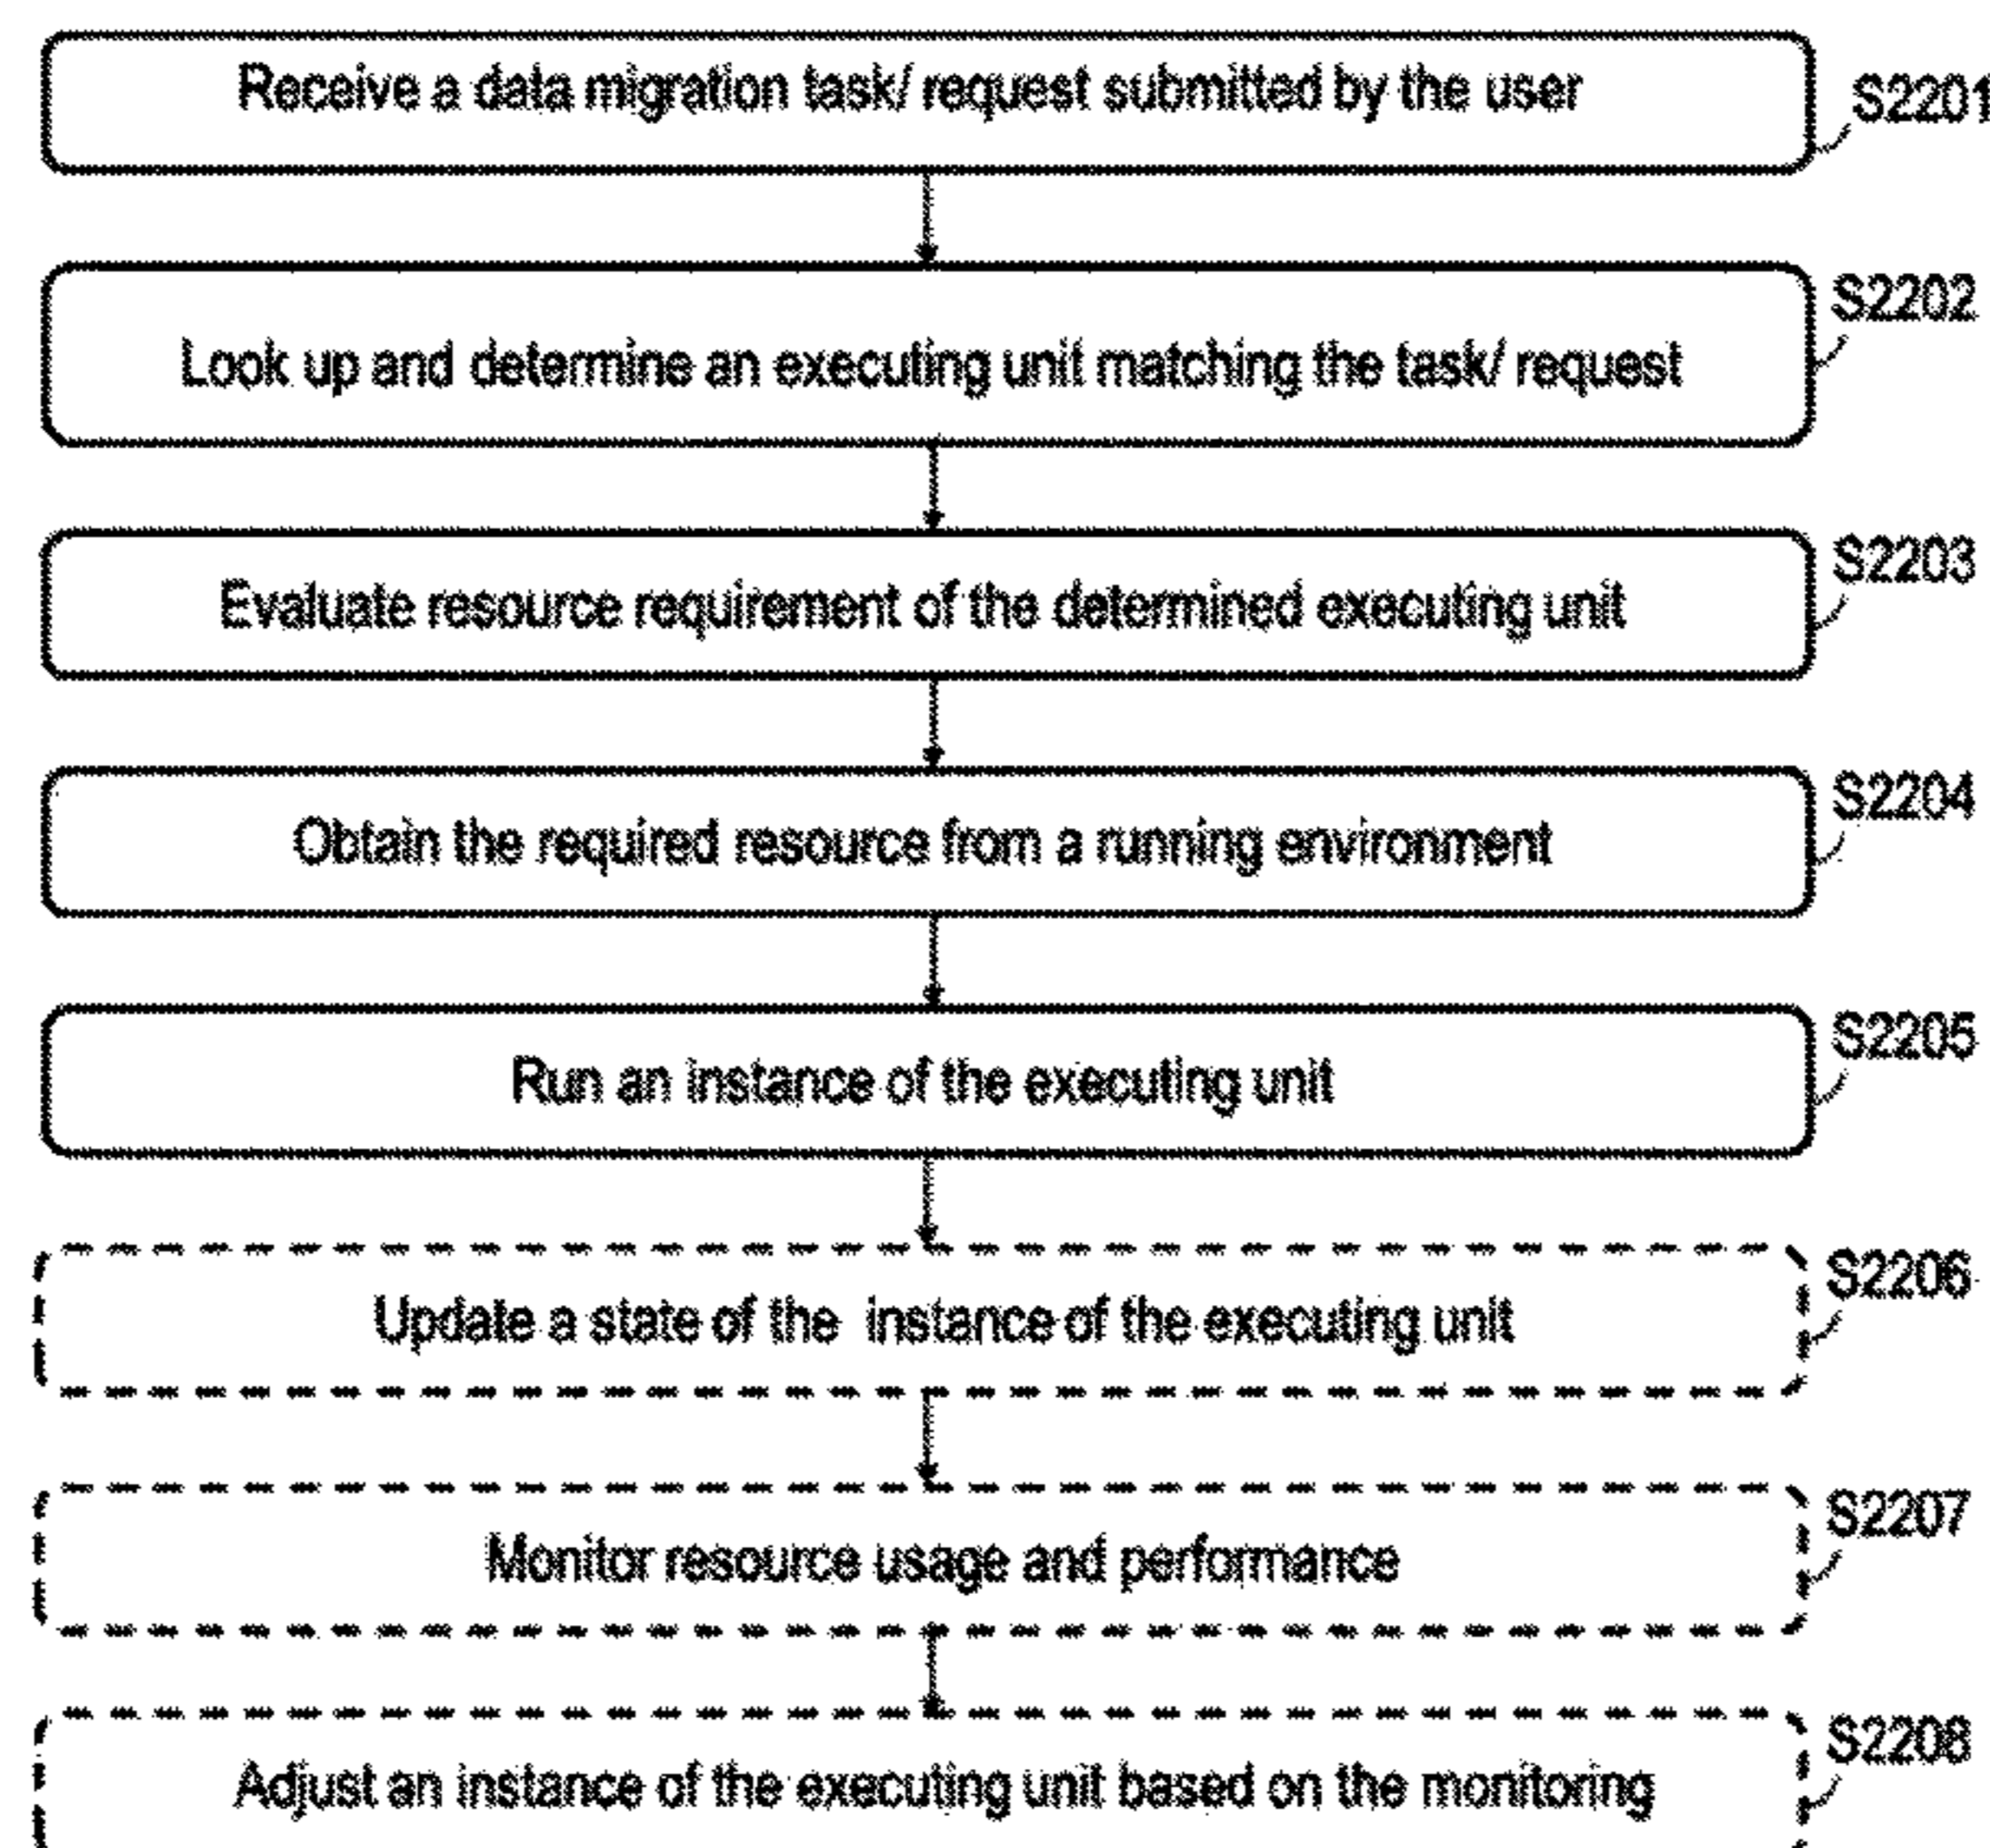 Receive a data migration task/ request submitted by the user
S2201
Look up and determine an executing unit matching the task/ request
S2202
Evaluate resource requirement of the determined executing unit
S2203
Obtain the required resource from a running environment
S2204
Run an instance of the executing unit
S2205
Update a state of the instance of the executing unit
S2206
Monitor resource usage and performance
S2207
Adjust an instance of the executing unit based on the monitoring
S2208